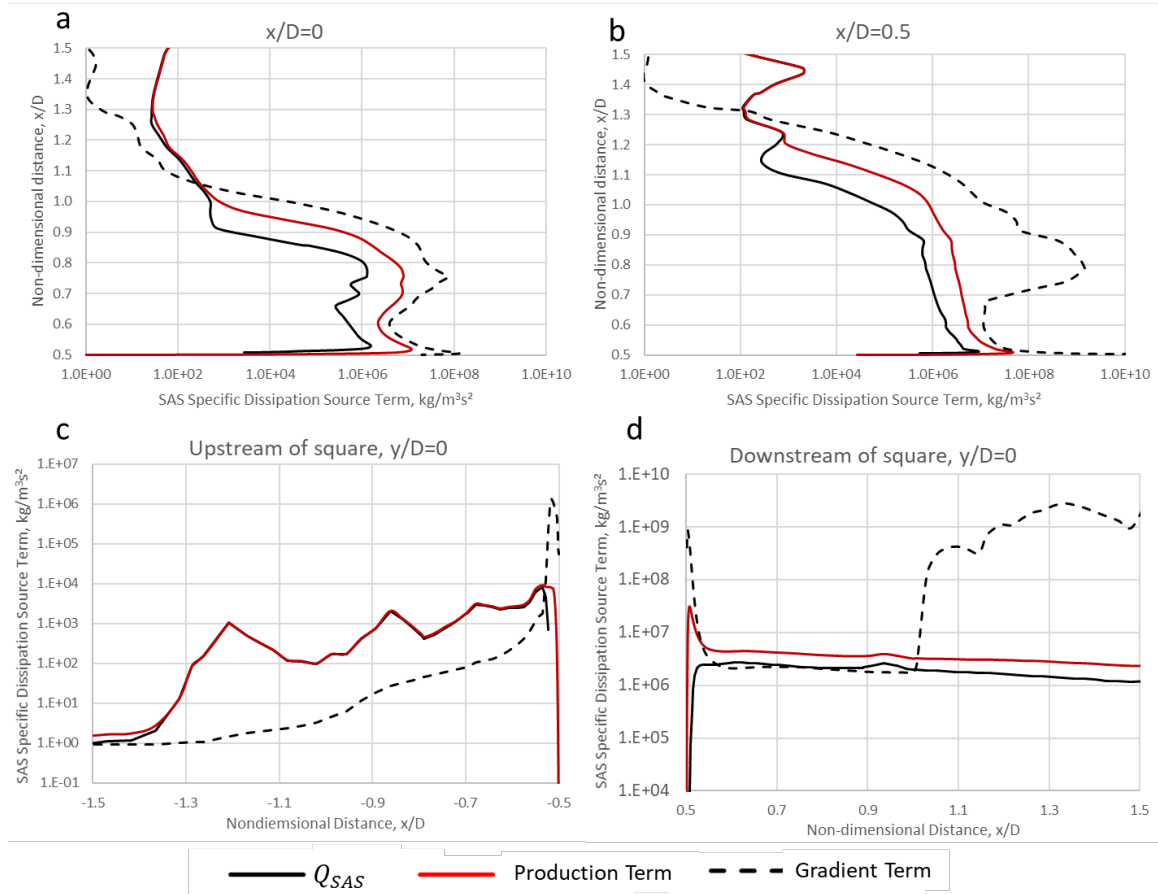 a
x/D=0
Non-dimensional distance, x/D
1.5
1.4
1.3
1.2
1.1
1.0
0.9
0.8
0.7
0.6
0.5
1.0E+00
1.0E+02
1.0E+04
1.0E+06
1.0E+08
1.0E+10
SAS Specific Dissipation Source Term, kg/m³s²
b
x/D=0.5
Non-dimensional distance, x/D
1.5
1.4
1.3
1.2
1.1
1.0
0.9
0.8
0.7
0.6
0.5
1.0E+00
1.0E+02
1.0E+04
1.0E+06
1.0E+08
1.0E+10
SAS Specific Dissipation Source Term, kg/m³s²
c
Upstream of square, y/D=0
SAS Specific Dissipation Source Term, kg/m³s²
1.E+07
1.E+06
1.E+05
1.E+04
1.E+03
1.E+02
1.E+01
1.E+00
1.E-01
-1.5
-1.3
-1.1
-0.9
-0.7
-0.5
Nondiemsional Distance, x/D
d
Downstream of square, y/D=0
SAS Specific Dissipation Source Term, kg/m³s²
1.E+10
1.E+09
1.E+08
1.E+07
1.E+06
1.E+05
1.E+04
0.5
0.7
0.9
1.1
1.3
1.5
Non-dimensional Distance, x/D
Q_SAS
Production Term
Gradient Term